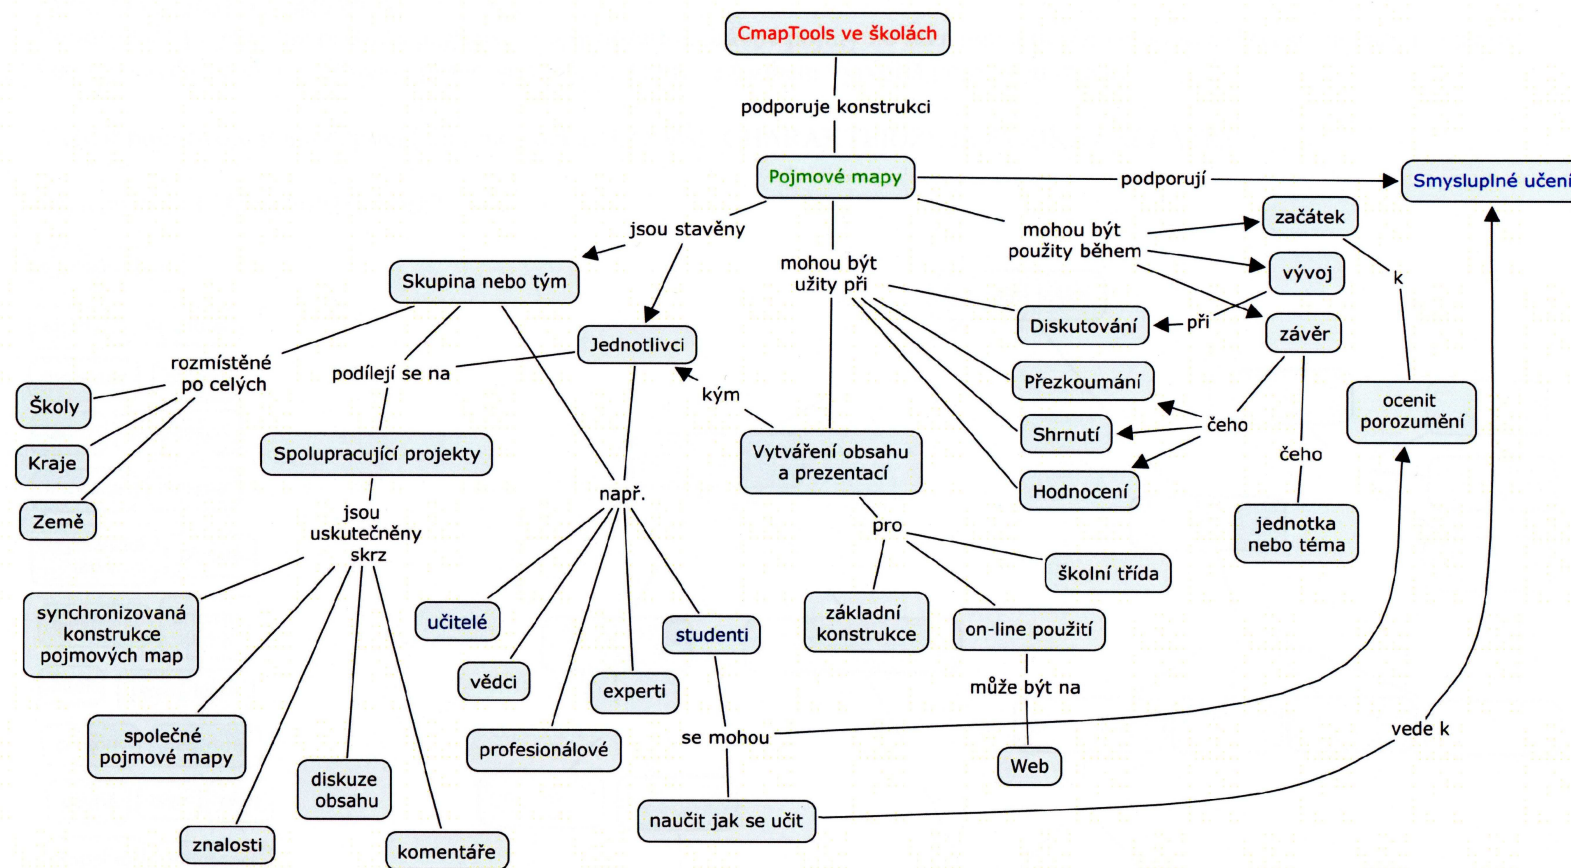 CmapTools ve školách
podporuje konstrukci
Pojmové mapy
podporují
Smysluplné učení
jsou stavěny
mohou být
užity při
mohou být
použity během
začátek
vývoj
závěr
k
při
Skupina nebo tým
Jednotlivci
Diskutování
Přezkoumání
Shrnutí
Hodnocení
čeho
čeho
ocenit
porozumění
jednotka
nebo téma
rozmístěné
po celých
podílejí se na
kým
Školy
Kraje
Země
Spolupracující projekty
Vytváření obsahu
a prezentací
jsou
uskutečněny
skrz
např.
pro
školní třída
základní
konstrukce
on-line použití
může být na
Web
synchronizovaná
konstrukce
pojmových map
společné
pojmové mapy
znalosti
diskuze
obsahu
komentáře
učitelé
vědci
profesionálové
experti
studenti
se mohou
naučit jak se učit
vede k